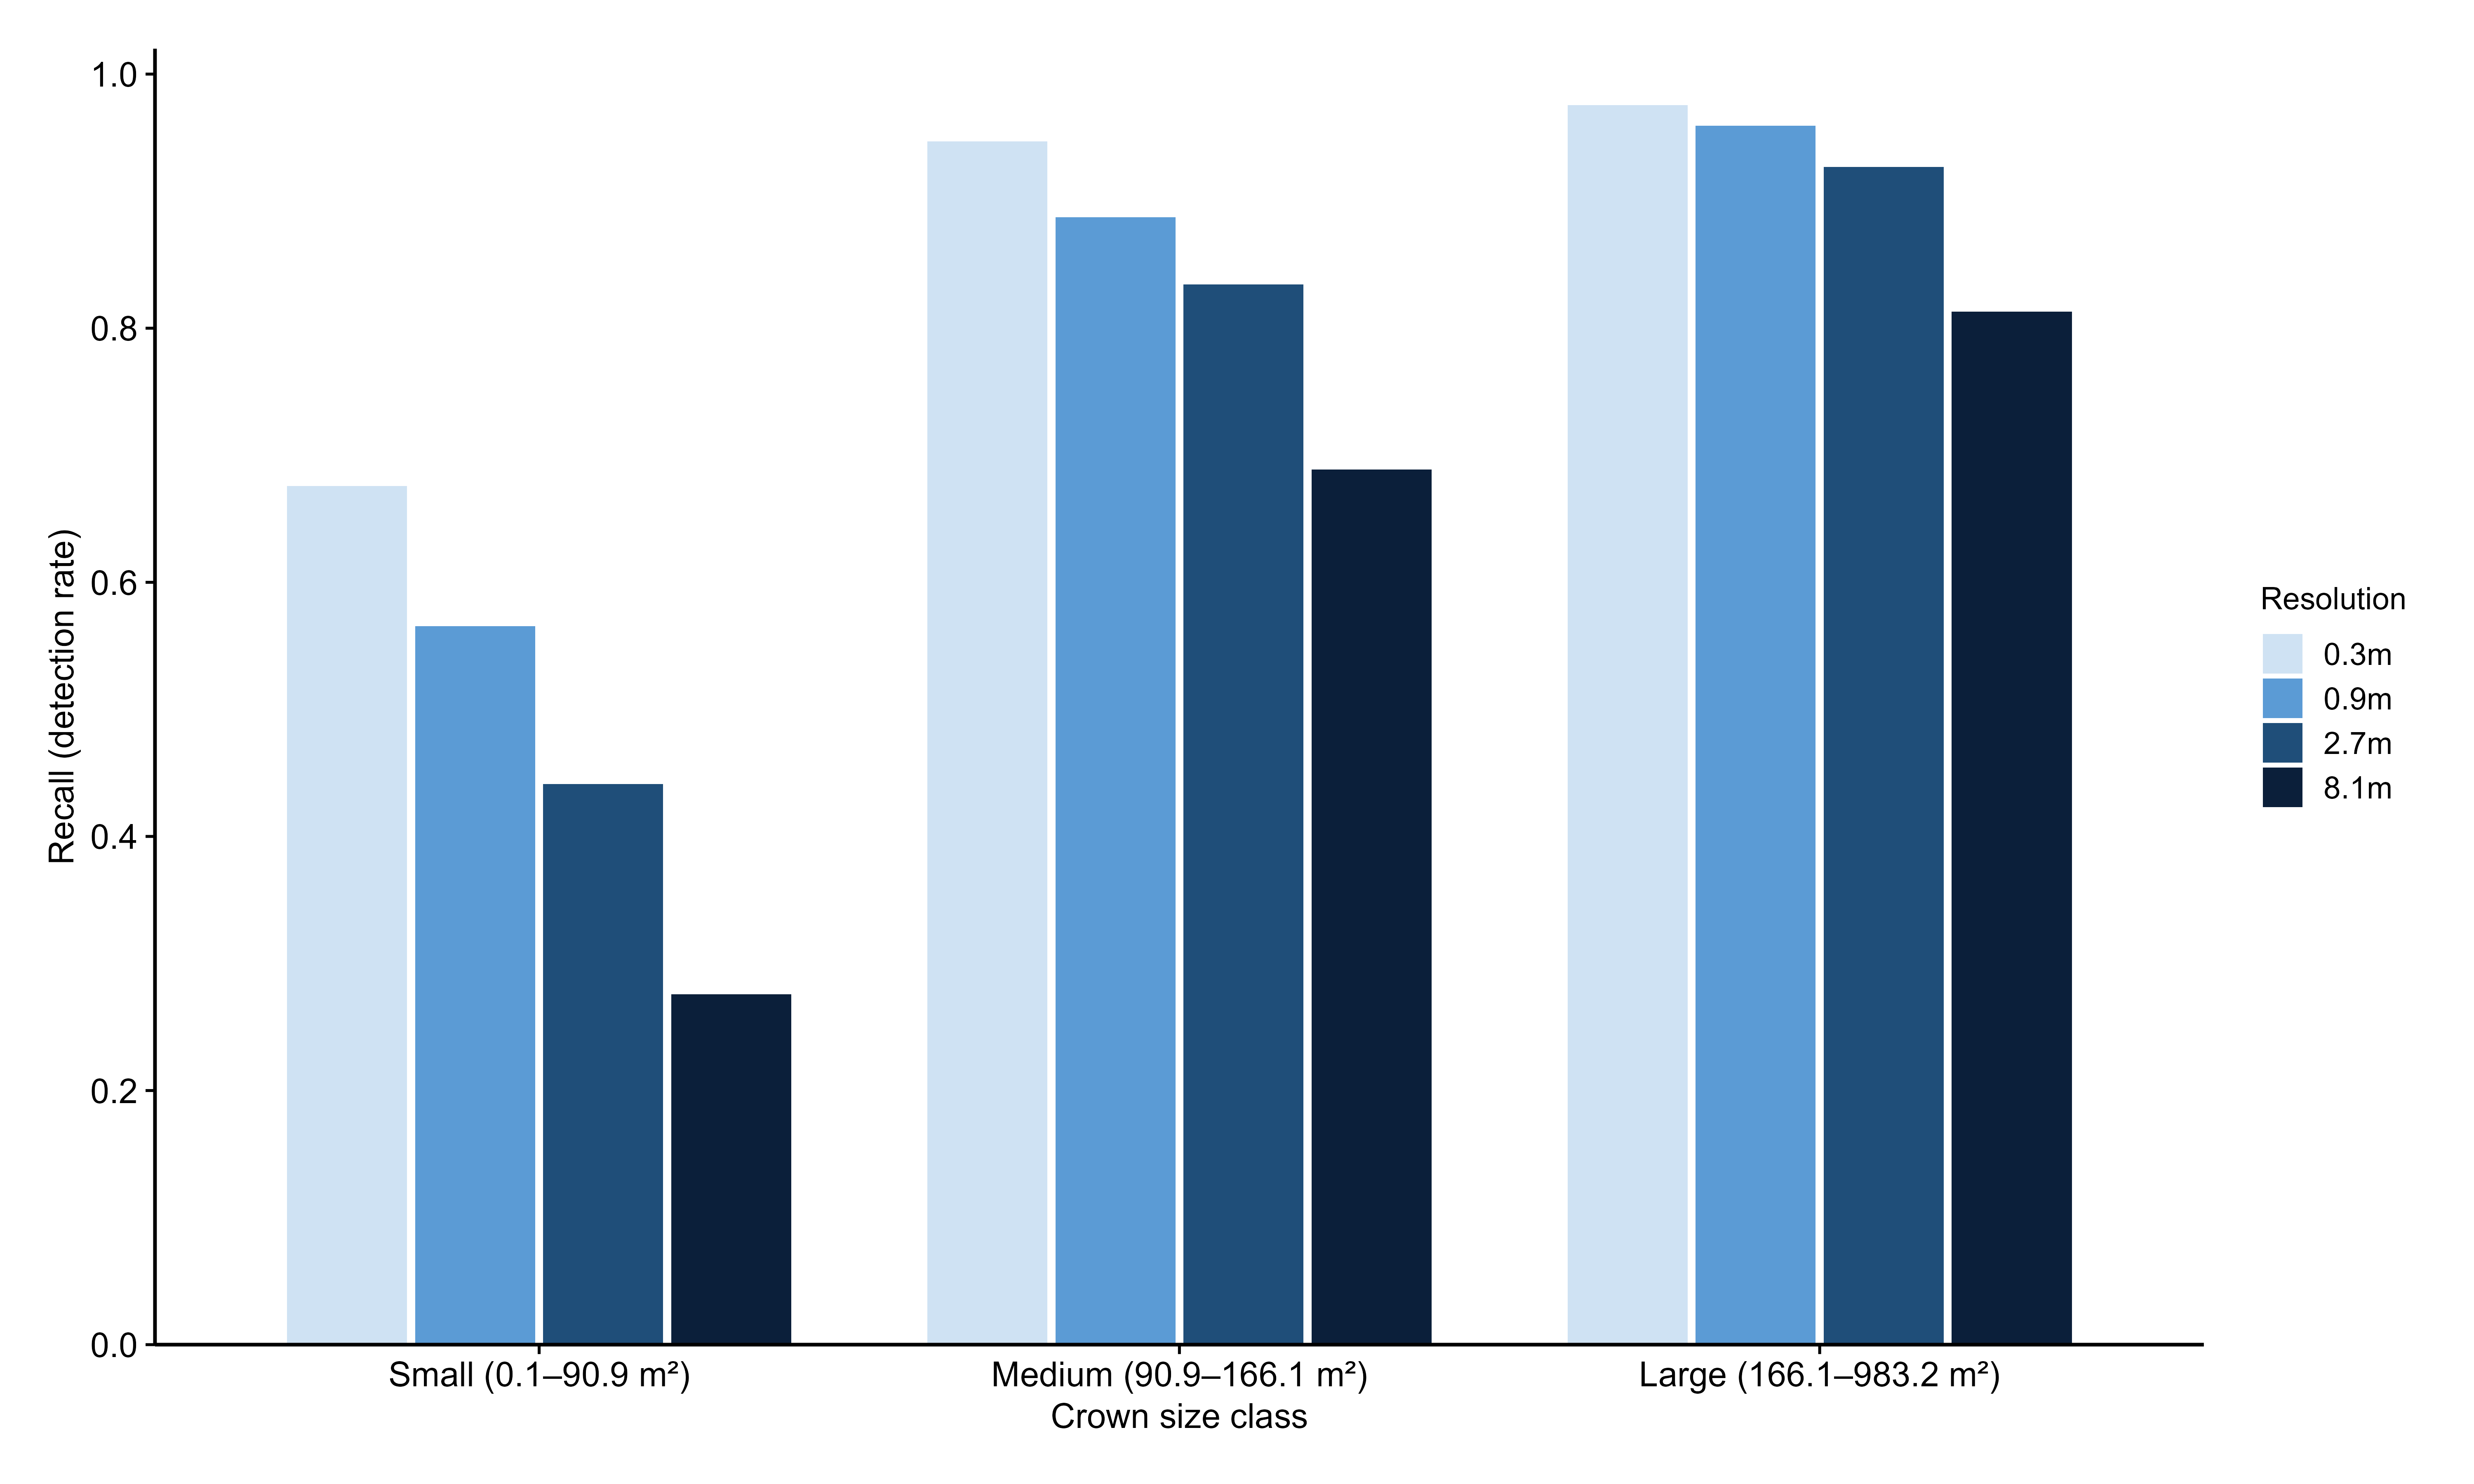 1.0
0.8
0.6
0.4
0.2
0.0
Recall (detection rate)
Small (0.1–90.9 m²)
Medium (90.9–166.1 m²)
Large (166.1–983.2 m²)
Crown size class
Resolution
0.3m
0.9m
2.7m
8.1m